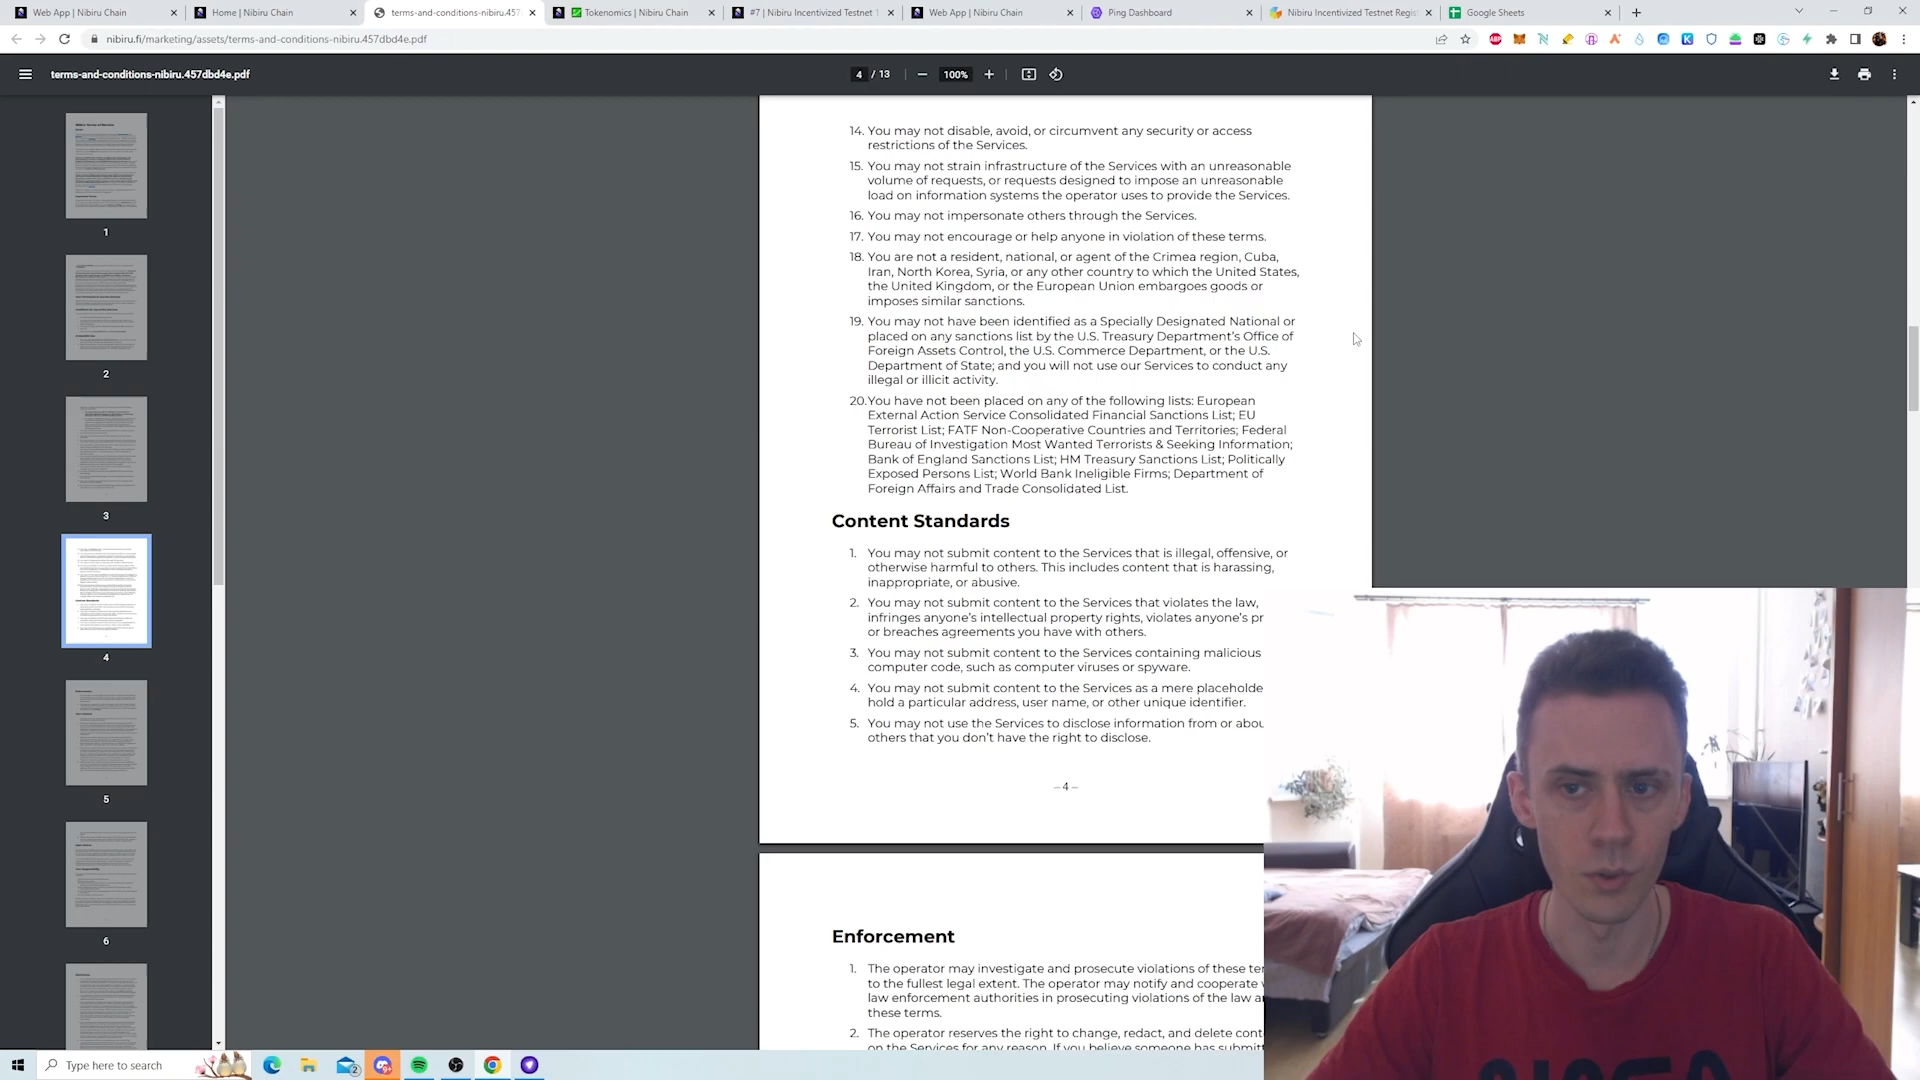 Web App | Nibiru Chain
Home | Nibiru Chain
terms-and-conditions-nibiru.457
Tokenomics | Nibiru Chain
#7 | Nibiru Incentivized Testnet
Web App | Nibiru Chain
Ping Dashboard
Nibiru Incentivized Testnet Regis
Google Sheets
nibiru.fi/marketing/assets/terms-and-conditions-nibiru.457dbd4e.pdf
terms-and-conditions-nibiru.457dbd4e.pdf
4 / 13
100%
14. You may not disable, avoid, or circumvent any security or access
restrictions of the Services.
15. You may not strain infrastructure of the Services with an unreasonable
volume of requests, or requests designed to impose an unreasonable
load on information systems the operator uses to provide the Services.
16. You may not impersonate others through the Services.
17. You may not encourage or help anyone in violation of these terms.
18. You are not a resident, national, or agent of the Crimea region, Cuba,
Iran, North Korea, Syria, or any other country to which the United States,
the United Kingdom, or the European Union embargoes goods or
imposes similar sanctions.
19. You may not have been identified as a Specially Designated National or
placed on any sanctions list by the U.S. Treasury Department's Office of
Foreign Assets Control, the U.S. Commerce Department, or the U.S.
Department of State; and you will not use our Services to conduct any
illegal or illicit activity.
20. You have not been placed on any of the following lists: European
External Action Service Consolidated Financial Sanctions List; EU
Terrorist List; FATF Non-Cooperative Countries and Territories; Federal
Bureau of Investigation Most Wanted Terrorists & Seeking Information;
Bank of England Sanctions List; HM Treasury Sanctions List; Politically
Exposed Persons List; World Bank Ineligible Firms; Department of
Foreign Affairs and Trade Consolidated List.
Content Standards
1. You may not submit content to the Services that is illegal, offensive, or
otherwise harmful to others. This includes content that is harassing,
inappropriate, or abusive.
2. You may not submit content to the Services that violates the law,
infringes anyone's intellectual property rights, violates anyone's pr
or breaches agreements you have with others.
3. You may not submit content to the Services containing malicious
computer code, such as computer viruses or spyware.
4. You may not submit content to the Services as a mere placeholde
hold a particular address, user name, or other unique identifier.
5. You may not use the Services to disclose information from or abou
others that you don't have the right to disclose.
– 4 –
Enforcement
1. The operator may investigate and prosecute violations of these te
to the fullest legal extent. The operator may notify and cooperate
law enforcement authorities in prosecuting violations of the law a
these terms.
2. The operator reserves the right to change, redact, and delete cont
on the Services for any reason. If you believe someone has submit
1
2
3
4
5
6
Type here to search
2